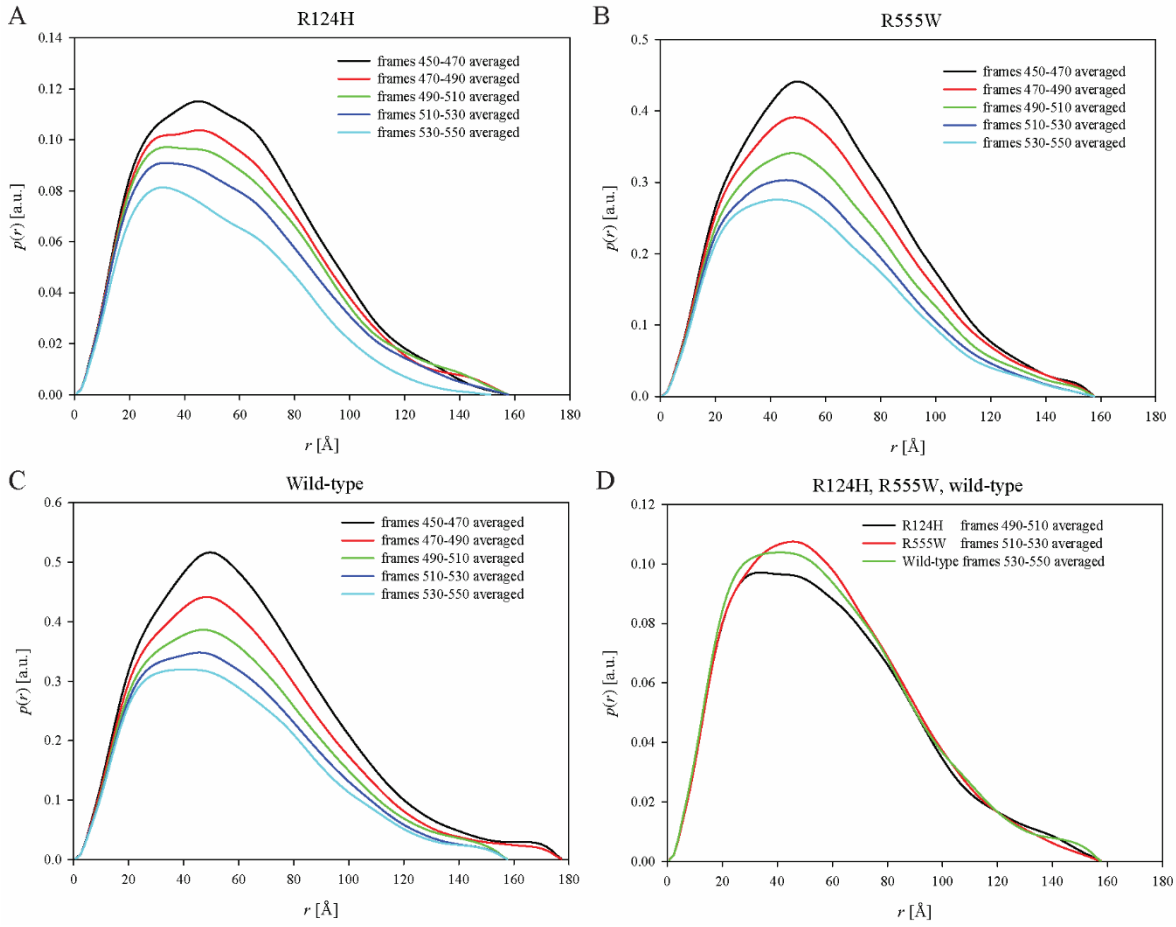 A
R124H
0.14
0.12
0.10
0.08
0.06
0.04
0.02
0.00
p(r) [a.u.]
frames 450-470 averaged
frames 470-490 averaged
frames 490-510 averaged
frames 510-530 averaged
frames 530-550 averaged
0 20 40 60 80 100 120 140 160 180
r [Å]
B
R555W
0.5
0.4
0.3
0.2
0.1
0.0
p(r) [a.u.]
frames 450-470 averaged
frames 470-490 averaged
frames 490-510 averaged
frames 510-530 averaged
frames 530-550 averaged
0 20 40 60 80 100 120 140 160 180
r [Å]
C
Wild-type
0.6
0.5
0.4
0.3
0.2
0.1
0.0
p(r) [a.u.]
frames 450-470 averaged
frames 470-490 averaged
frames 490-510 averaged
frames 510-530 averaged
frames 530-550 averaged
0 20 40 60 80 100 120 140 160 180
r [Å]
D
R124H, R555W, wild-type
0.12
0.10
0.08
0.06
0.04
0.02
0.00
p(r) [a.u.]
R124H frames 490-510 averaged
R555W frames 510-530 averaged
Wild-type frames 530-550 averaged
0 20 40 60 80 100 120 140 160 180
r [Å]